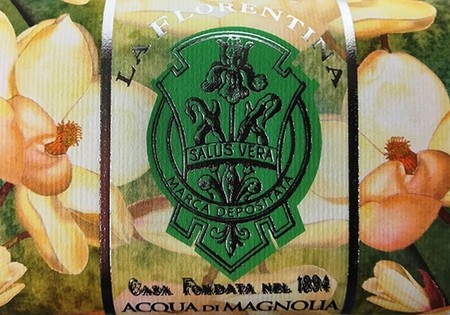 LA FLORENTINA
SALUS VERA
MARCA DEPOSITATA
CASA FONDATA NEL 1894
ACQUA DI MAGNOLIA